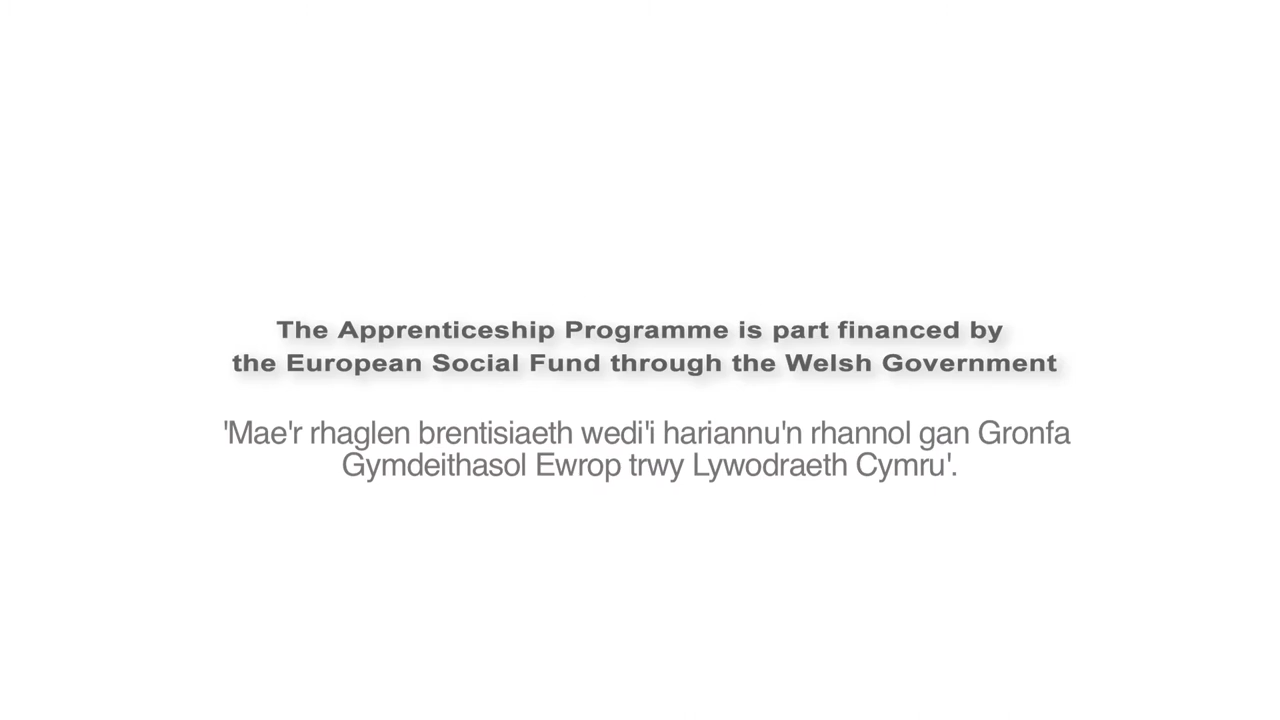 The Apprenticeship Programme is part financed by
the European Social Fund through the Welsh Government
'Mae'r rhaglen brentisiaeth wedi'i hariannu'n rhannol gan Gronfa
Gymdeithasol Ewrop trwy Lywodraeth Cymru'.